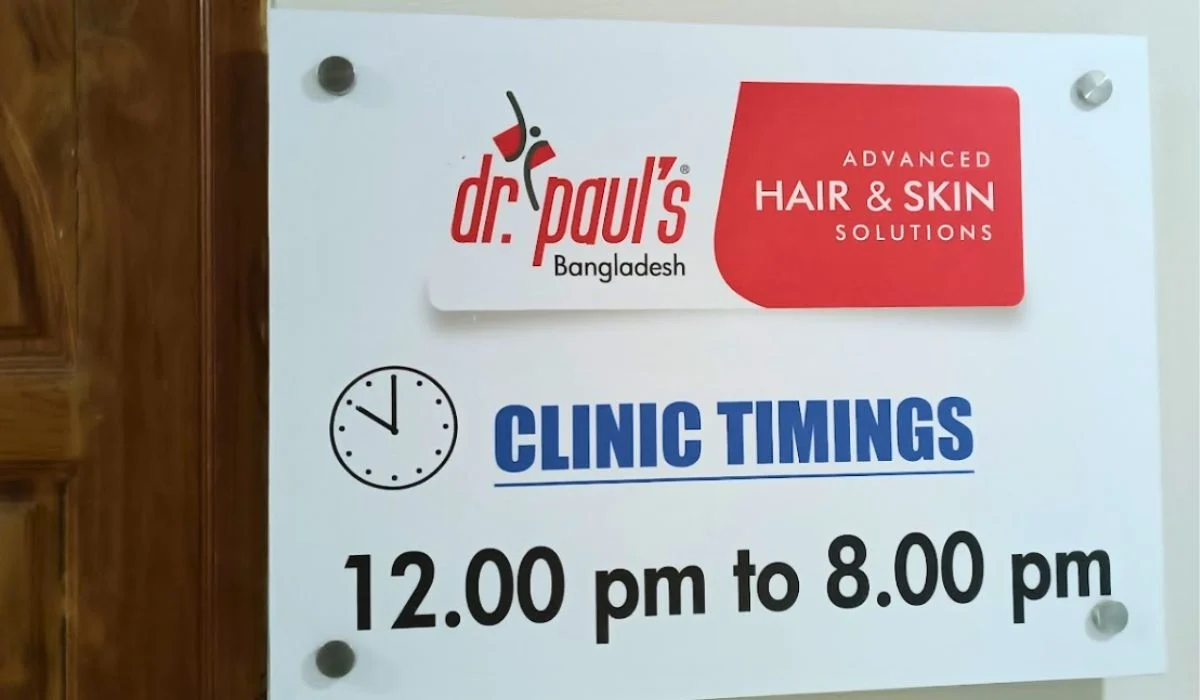 dr. paul's®
Bangladesh
ADVANCED
HAIR & SKIN
SOLUTIONS
CLINIC TIMINGS
12.00 pm to 8.00 pm